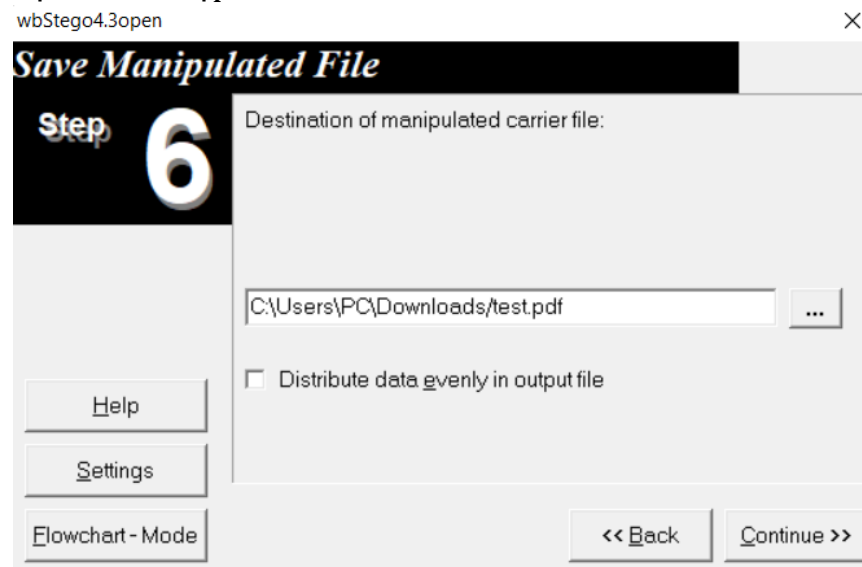 wbStego4.3open
Save Manipulated File
Step 6
Destination of manipulated carrier file:
C:\Users\PC\Downloads/test.pdf
...
Distribute data evenly in output file
Help
Settings
Flowchart - Mode
<< Back
Continue >>